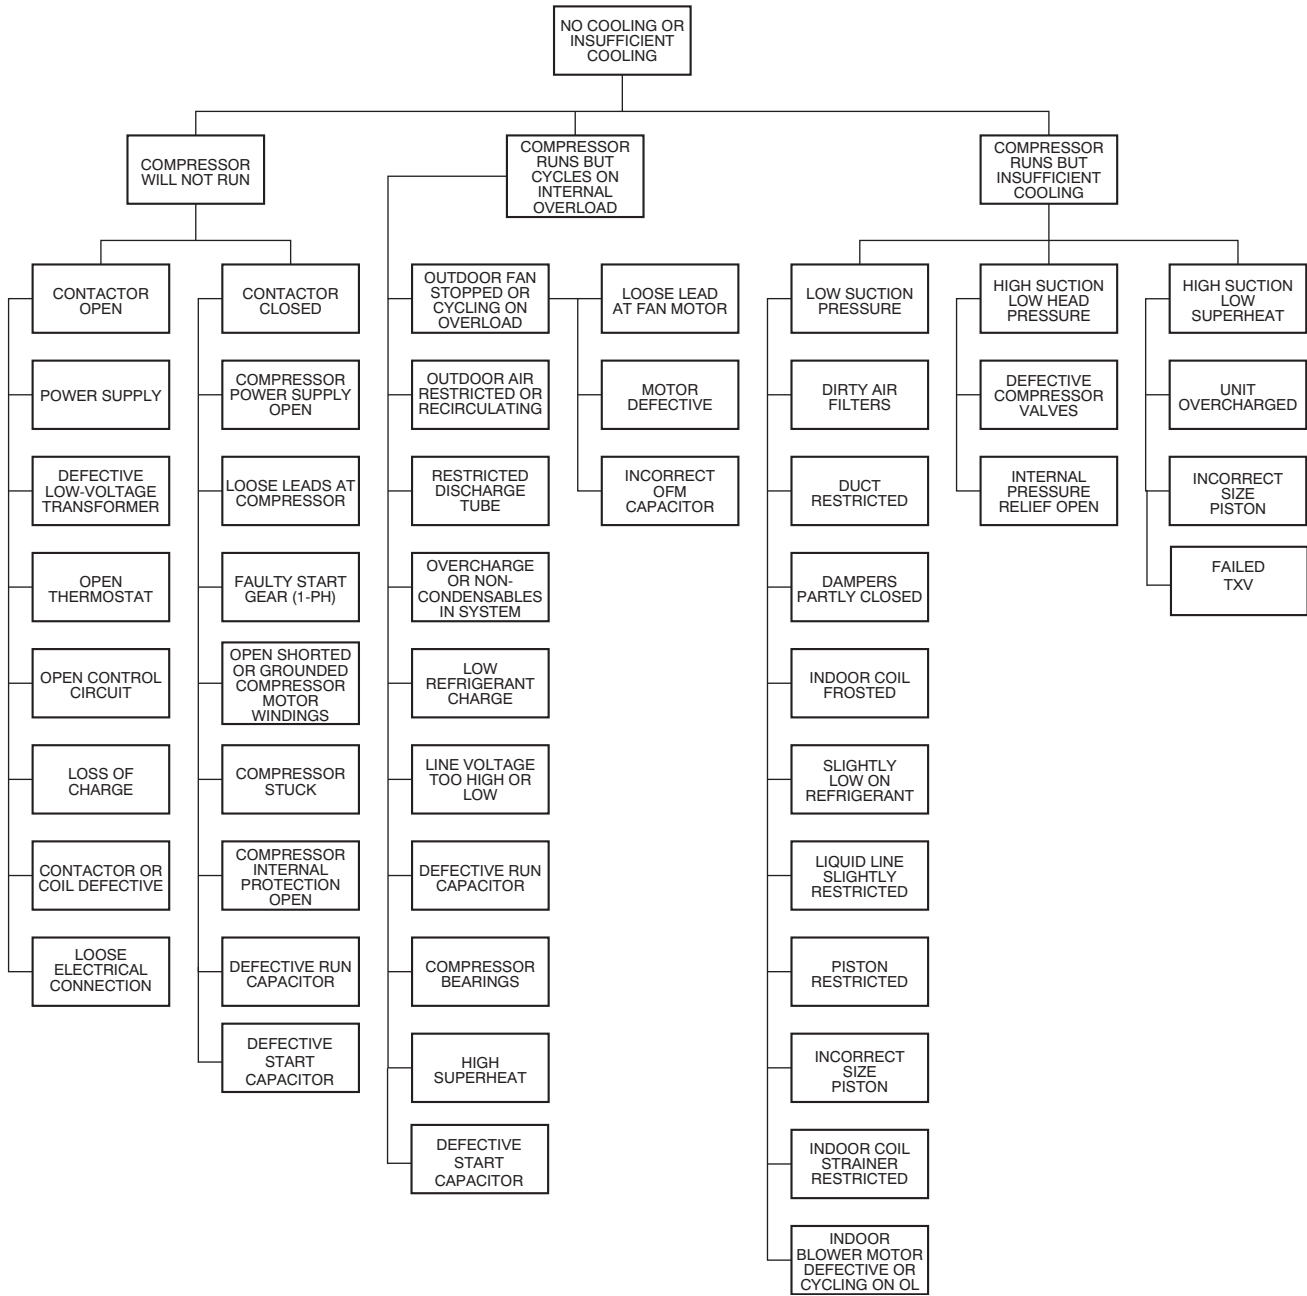 NO COOLING OR
INSUFFICIENT
COOLING
COMPRESSOR
WILL NOT RUN
COMPRESSOR
RUNS BUT
CYCLES ON
INTERNAL
OVERLOAD
COMPRESSOR
RUNS BUT
INSUFFICIENT
COOLING
CONTACTOR
OPEN
POWER SUPPLY
DEFECTIVE
LOW-VOLTAGE
TRANSFORMER
OPEN
THERMOSTAT
OPEN CONTROL
CIRCUIT
LOSS OF
CHARGE
CONTACTOR OR
COIL DEFECTIVE
LOOSE
ELECTRICAL
CONNECTION
CONTACTOR
CLOSED
COMPRESSOR
POWER SUPPLY
OPEN
LOOSE LEADS AT
COMPRESSOR
FAULTY START
GEAR (1-PH)
OPEN SHORTED
OR GROUNDED
COMPRESSOR
MOTOR
WINDINGS
COMPRESSOR
STUCK
COMPRESSOR
INTERNAL
PROTECTION
OPEN
DEFECTIVE RUN
CAPACITOR
DEFECTIVE
START
CAPACITOR
OUTDOOR FAN
STOPPED OR
CYCLING ON
OVERLOAD
OUTDOOR AIR
RESTRICTED OR
RECIRCULATING
RESTRICTED
DISCHARGE
TUBE
OVERCHARGE
OR NON-
CONDENSABLES
IN SYSTEM
LOW
REFRIGERANT
CHARGE
LINE VOLTAGE
TOO HIGH OR
LOW
DEFECTIVE RUN
CAPACITOR
COMPRESSOR
BEARINGS
HIGH
SUPERHEAT
DEFECTIVE
START
CAPACITOR
LOOSE LEAD
AT FAN MOTOR
MOTOR
DEFECTIVE
INCORRECT
OFM
CAPACITOR
LOW SUCTION
PRESSURE
DIRTY AIR
FILTERS
DUCT
RESTRICTED
DAMPERS
PARTLY CLOSED
INDOOR COIL
FROSTED
SLIGHTLY
LOW ON
REFRIGERANT
LIQUID LINE
SLIGHTLY
RESTRICTED
PISTON
RESTRICTED
INCORRECT
SIZE
PISTON
INDOOR COIL
STRAINER
RESTRICTED
INDOOR
BLOWER MOTOR
DEFECTIVE OR
CYCLING ON OL
HIGH SUCTION
LOW HEAD
PRESSURE
DEFECTIVE
COMPRESSOR
VALVES
INTERNAL
PRESSURE
RELIEF OPEN
HIGH SUCTION
LOW
SUPERHEAT
UNIT
OVERCHARGED
INCORRECT
SIZE
PISTON
FAILED
TXV